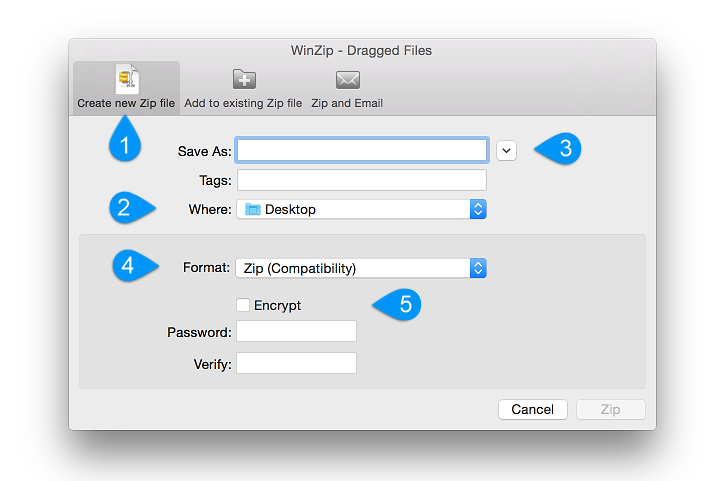 WinZip - Dragged Files
Create new Zip file
Add to existing Zip file
Zip and Email
1
Save As:
3
Tags:
2
Where:
Desktop
4
Format:
Zip (Compatibility)
Encrypt
5
Password:
Verify:
Cancel
Zip